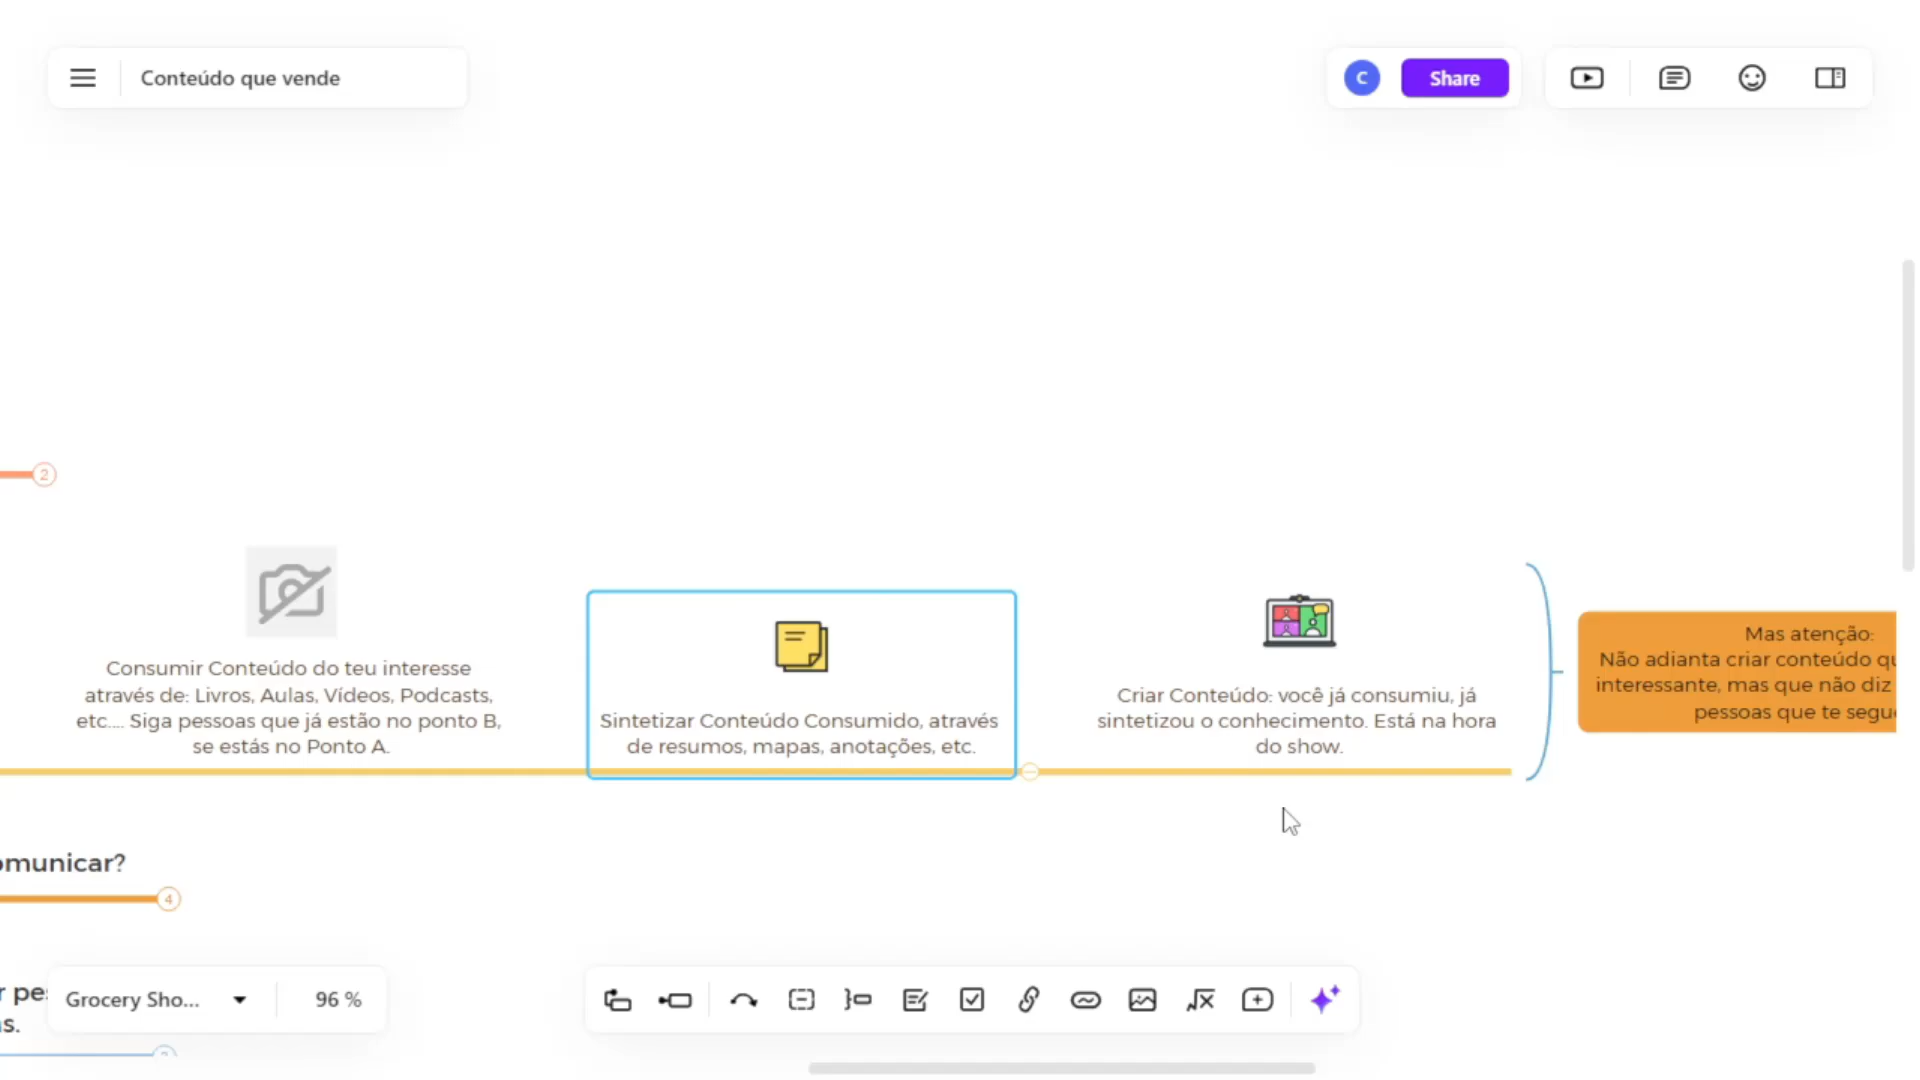 Conteúdo que vende
C
Share
2
Consumir Conteúdo do teu interesse
através de: Livros, Aulas, Vídeos, Podcasts,
etc.... Siga pessoas que já estão no ponto B,
se estás no Ponto A.
Sintetizar Conteúdo Consumido, através
de resumos, mapas, anotações, etc.
Criar Conteúdo: você já consumiu, já
sintetizou o conhecimento. Está na hora
do show.
Mas atenção:
Não adianta criar conteúdo qu
interessante, mas que não diz
pessoas que te segu
omunicar?
4
r pes
s.
Grocery Sho...
96 %